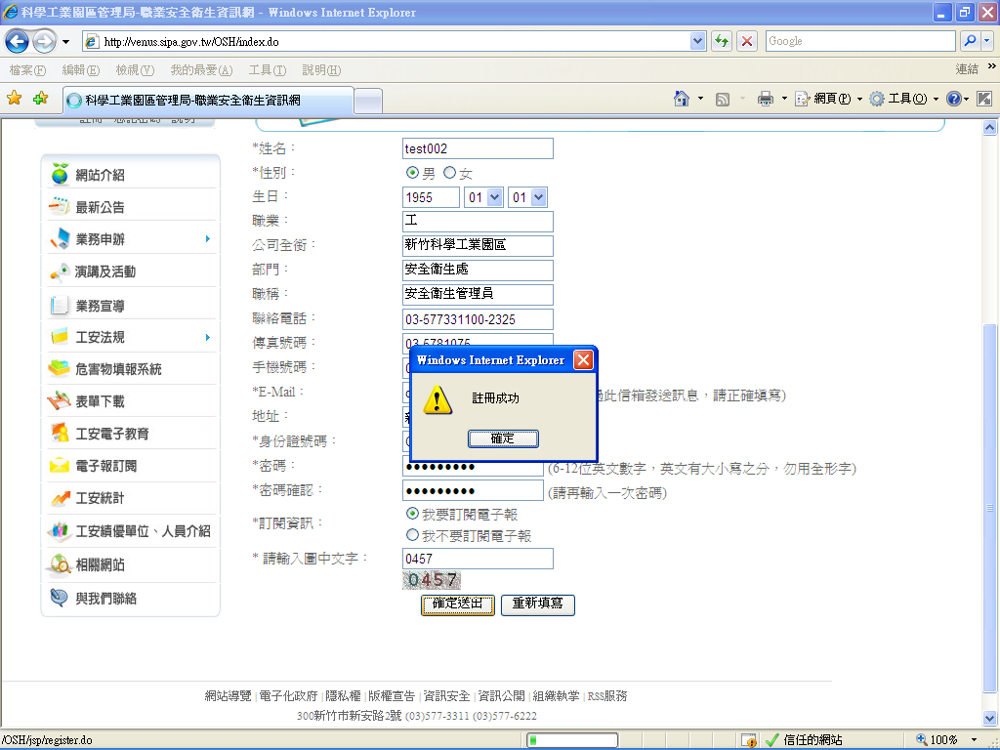 科學工業園區管理局-職業安全衛生資訊網 - Windows Internet Explorer
http://venus.sipa.gov.tw/OSH/index.do
Google
檔案(F) 編輯(E) 檢視(V) 我的最愛(A) 工具(T) 說明(H)
連結 »
科學工業園區管理局-職業安全衛生資訊網
網頁(P) 工具(O)
註冊 忘記密碼 說明
網站介紹
最新公告
業務申辦
演講及活動
業務宣導
工安法規
危害物填報系統
表單下載
工安電子教育
電子報訂閱
工安統計
工安績優單位、人員介紹
相關網站
與我們聯絡
*姓名： test002
*性別： 男 女
生日： 1955 01 01
職業： 工
公司全銜： 新竹科學工業園區
部門： 安全衛生處
職稱： 安全衛生管理員
聯絡電話： 03-577331100-2325
傳真號碼： 03-5781075
手機號碼：
*E-Mail： 此信箱發送訊息，請正確填寫)
地址：
*身份證號碼：
*密碼： ●●●●●●●●● (6-12位英文數字，英文有大小寫之分，勿用全形字)
*密碼確認： ●●●●●●●●● (請再輸入一次密碼)
*訂閱資訊： 我要訂閱電子報
我不要訂閱電子報
* 請輸入圖中文字： 0457
0457
確定送出 重新填寫
Windows Internet Explorer
註冊成功
確定
網站導覽 | 電子化政府 | 隱私權 | 版權宣告 | 資訊安全 | 資訊公開 | 組織執掌 | RSS服務
300新竹市新安路2號 (03)577-3311 (03)577-6222
/OSH/jsp/register.do
信任的網站
100%